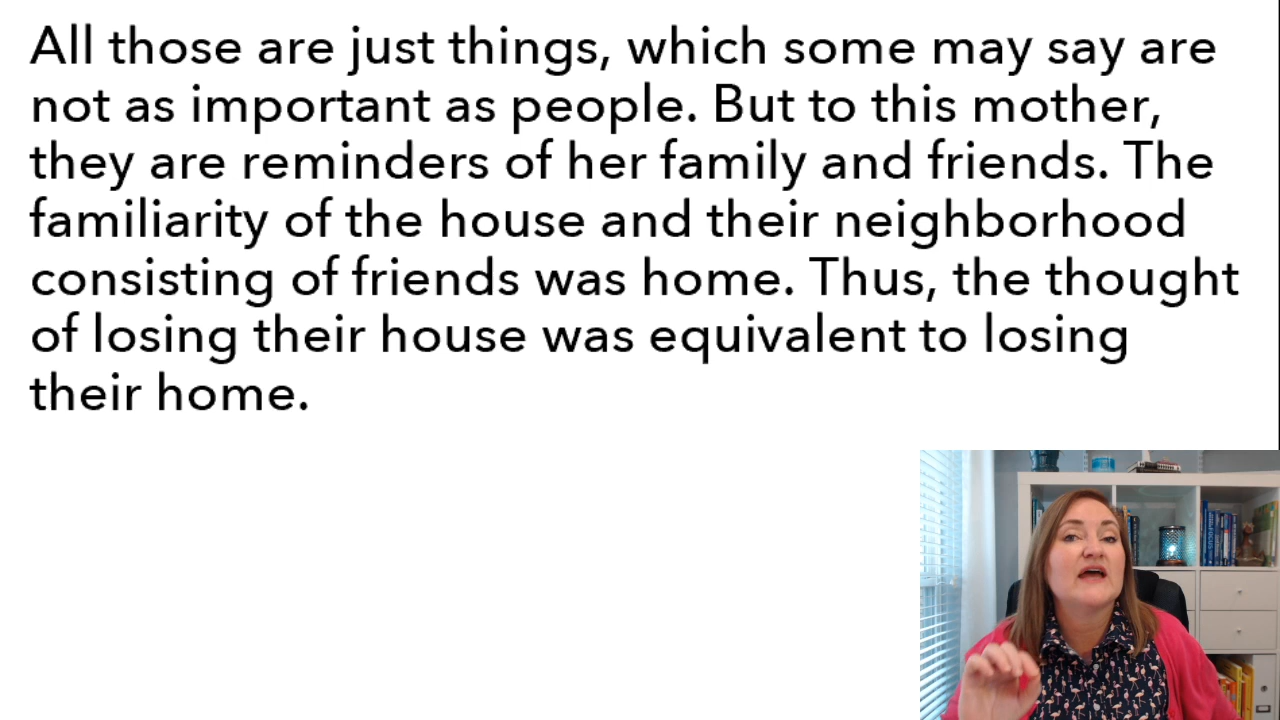 All those are just things, which some may say are
not as important as people. But to this mother,
they are reminders of her family and friends. The
familiarity of the house and their neighborhood
consisting of friends was home. Thus, the thought
of losing their house was equivalent to losing
their home.